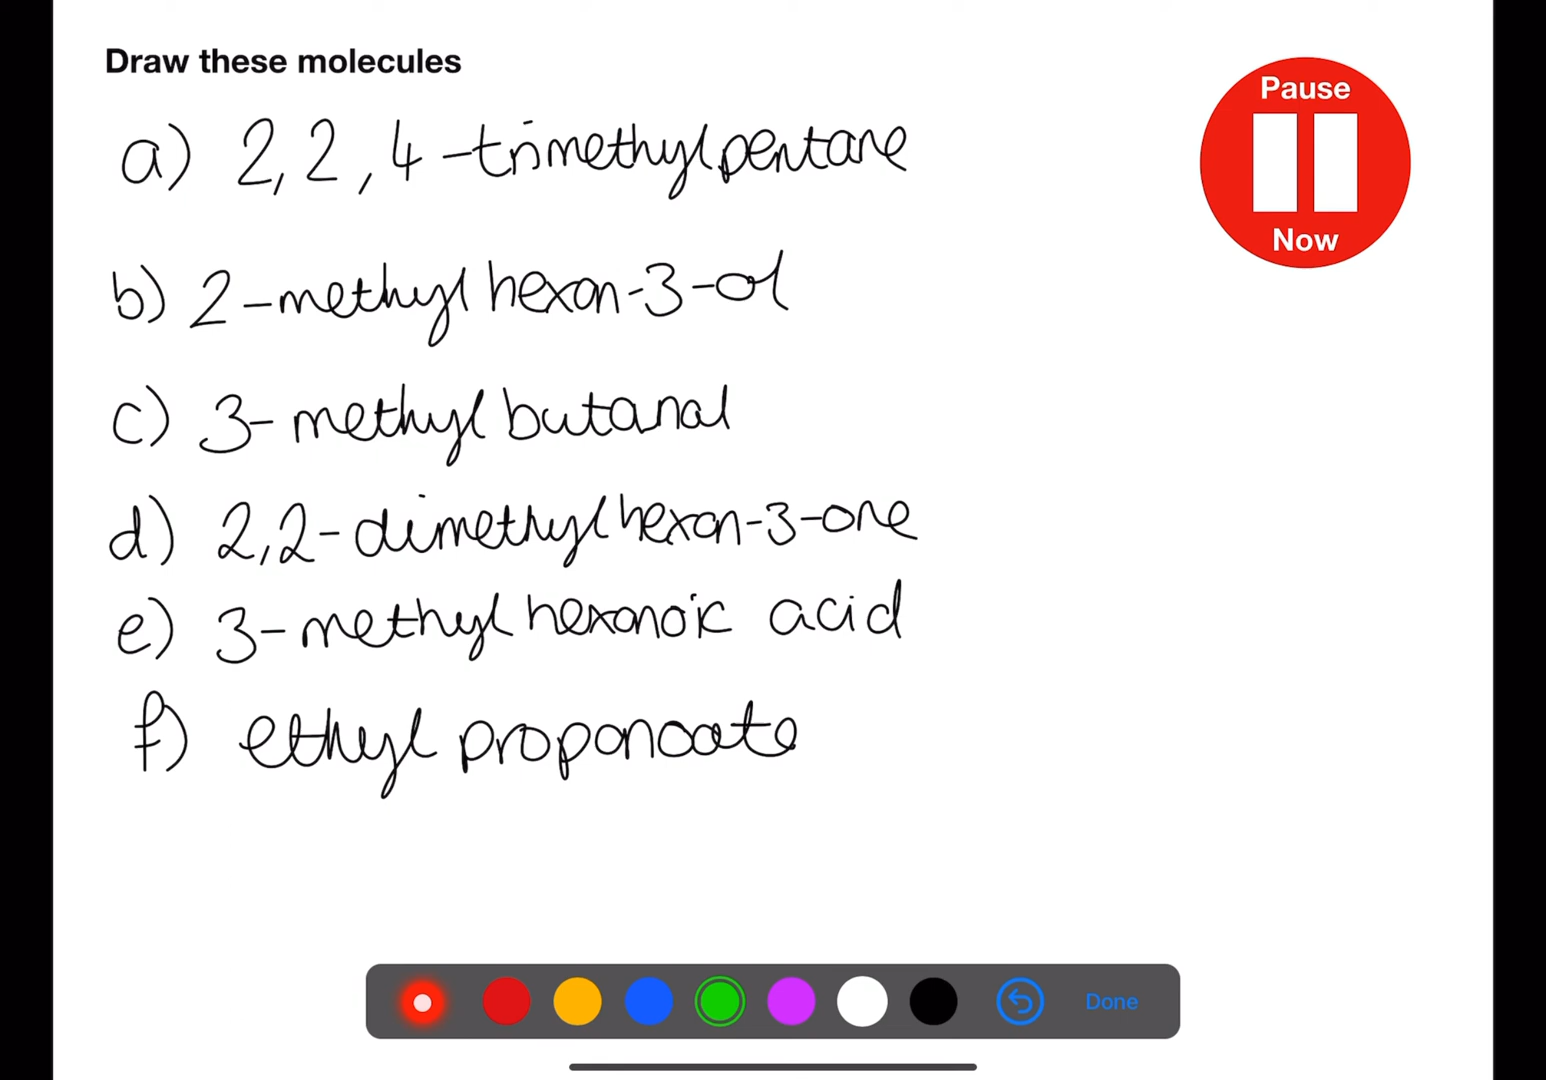 Draw these molecules
Pause
Now
a) 2,2,4-trimethylpentane
b) 2-methylhexan-3-ol
c) 3-methylbutanal
d) 2,2-dimethylhexan-3-one
e) 3-methylhexanoic acid
f) ethyl propanoate
Done